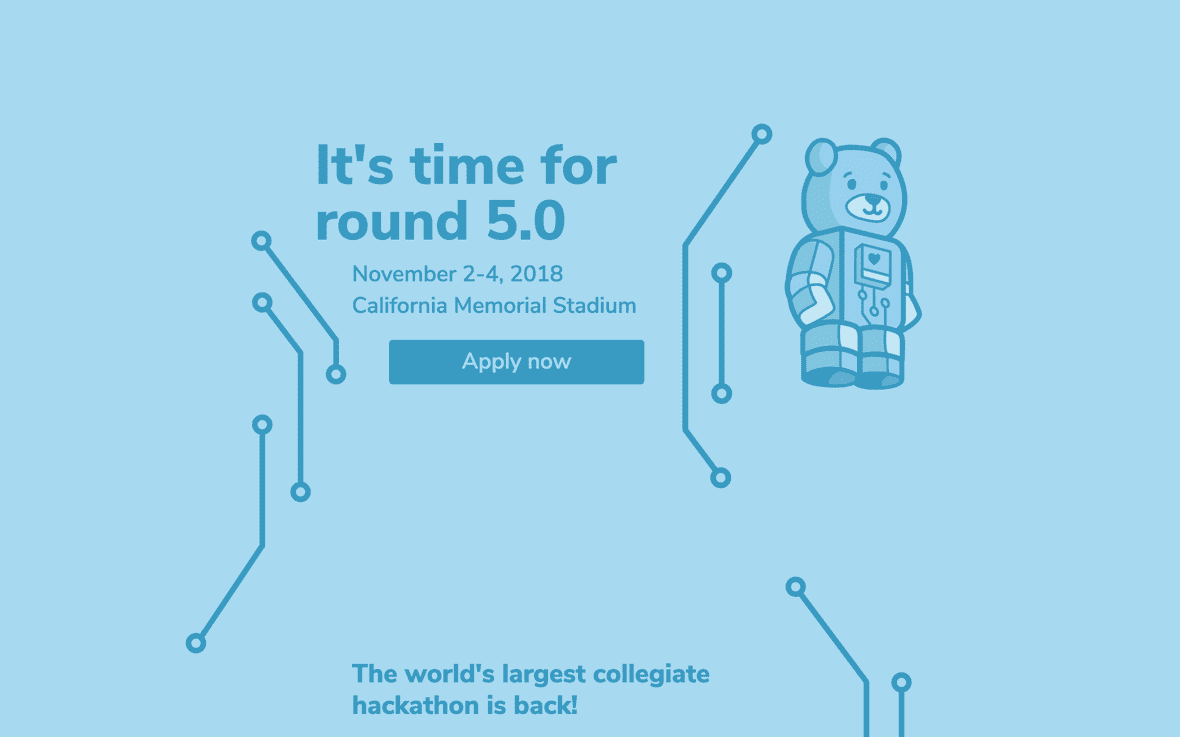 It's time for
round 5.0
November 2-4, 2018
California Memorial Stadium
Apply now
The world's largest collegiate
hackathon is back!